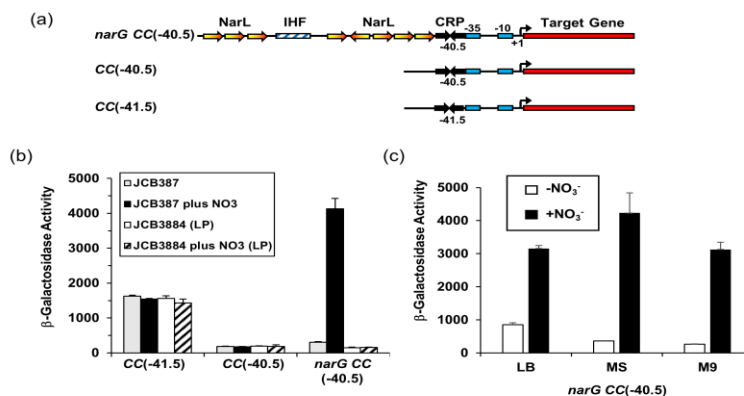 (a)
NarL IHF NarL CRP -35 -10 Target Gene
narG CC(-40.5)
-40.5 +1
CC(-40.5)
-40.5
CC(-41.5)
-41.5
(b)
β-Galactosidase Activity
5000
4000
3000
2000
1000
0
JCB387
JCB387 plus NO3
JCB3884 (LP)
JCB3884 plus NO3 (LP)
CC(-41.5) CC(-40.5) narG CC
(-40.5)
(c)
β-Galactosidase Activity
5000
4000
3000
2000
1000
0
-NO₃⁻
+NO₃⁻
LB MS M9
narG CC(-40.5)